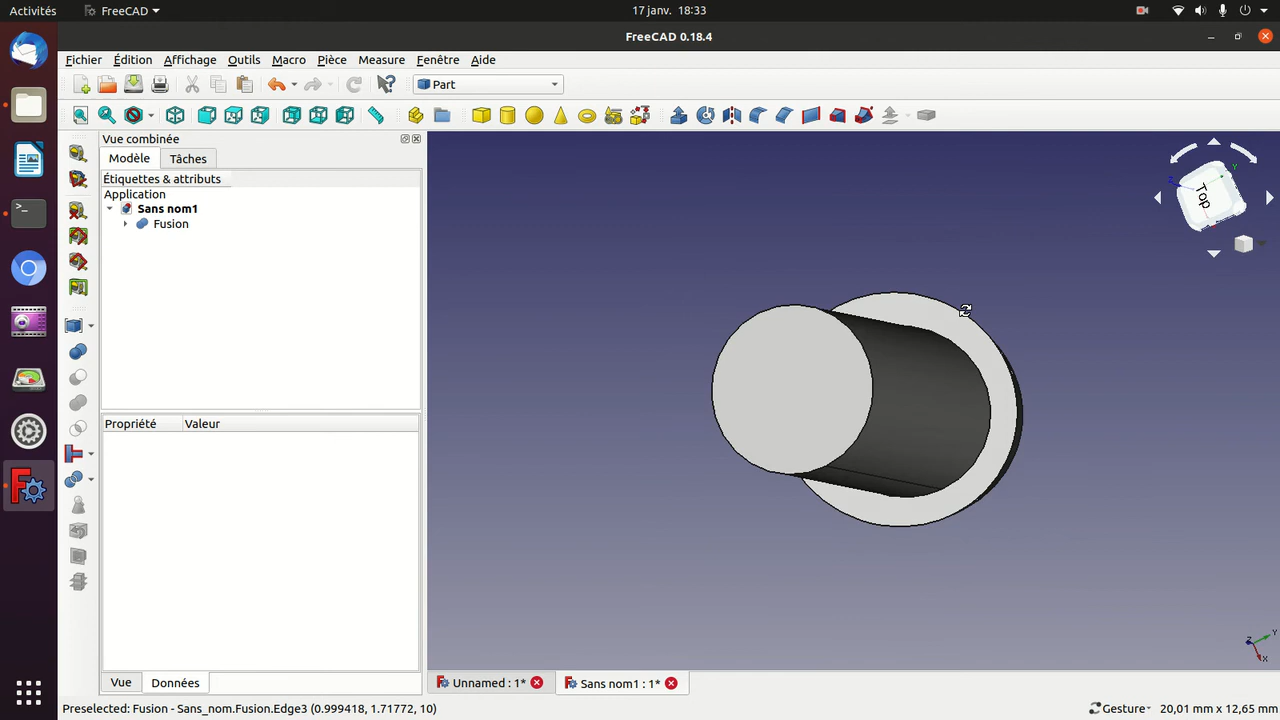 Activités FreeCAD 17 janv. 18:33
FreeCAD 0.18.4
Fichier Édition Affichage Outils Macro Pièce Mesure Fenêtre Aide
Part
Vue combinée
Modèle Tâches
Étiquettes & attributs
Application
Sans nom1
Fusion
Top
Y
Z
Propriété Valeur
Y
Z
X
Vue Données
Unnamed : 1* Sans nom1 : 1*
Preselected: Fusion - Sans_nom.Fusion.Edge3 (0.999418, 1.71772, 10) Gesture 20,01 mm x 12,65 mm